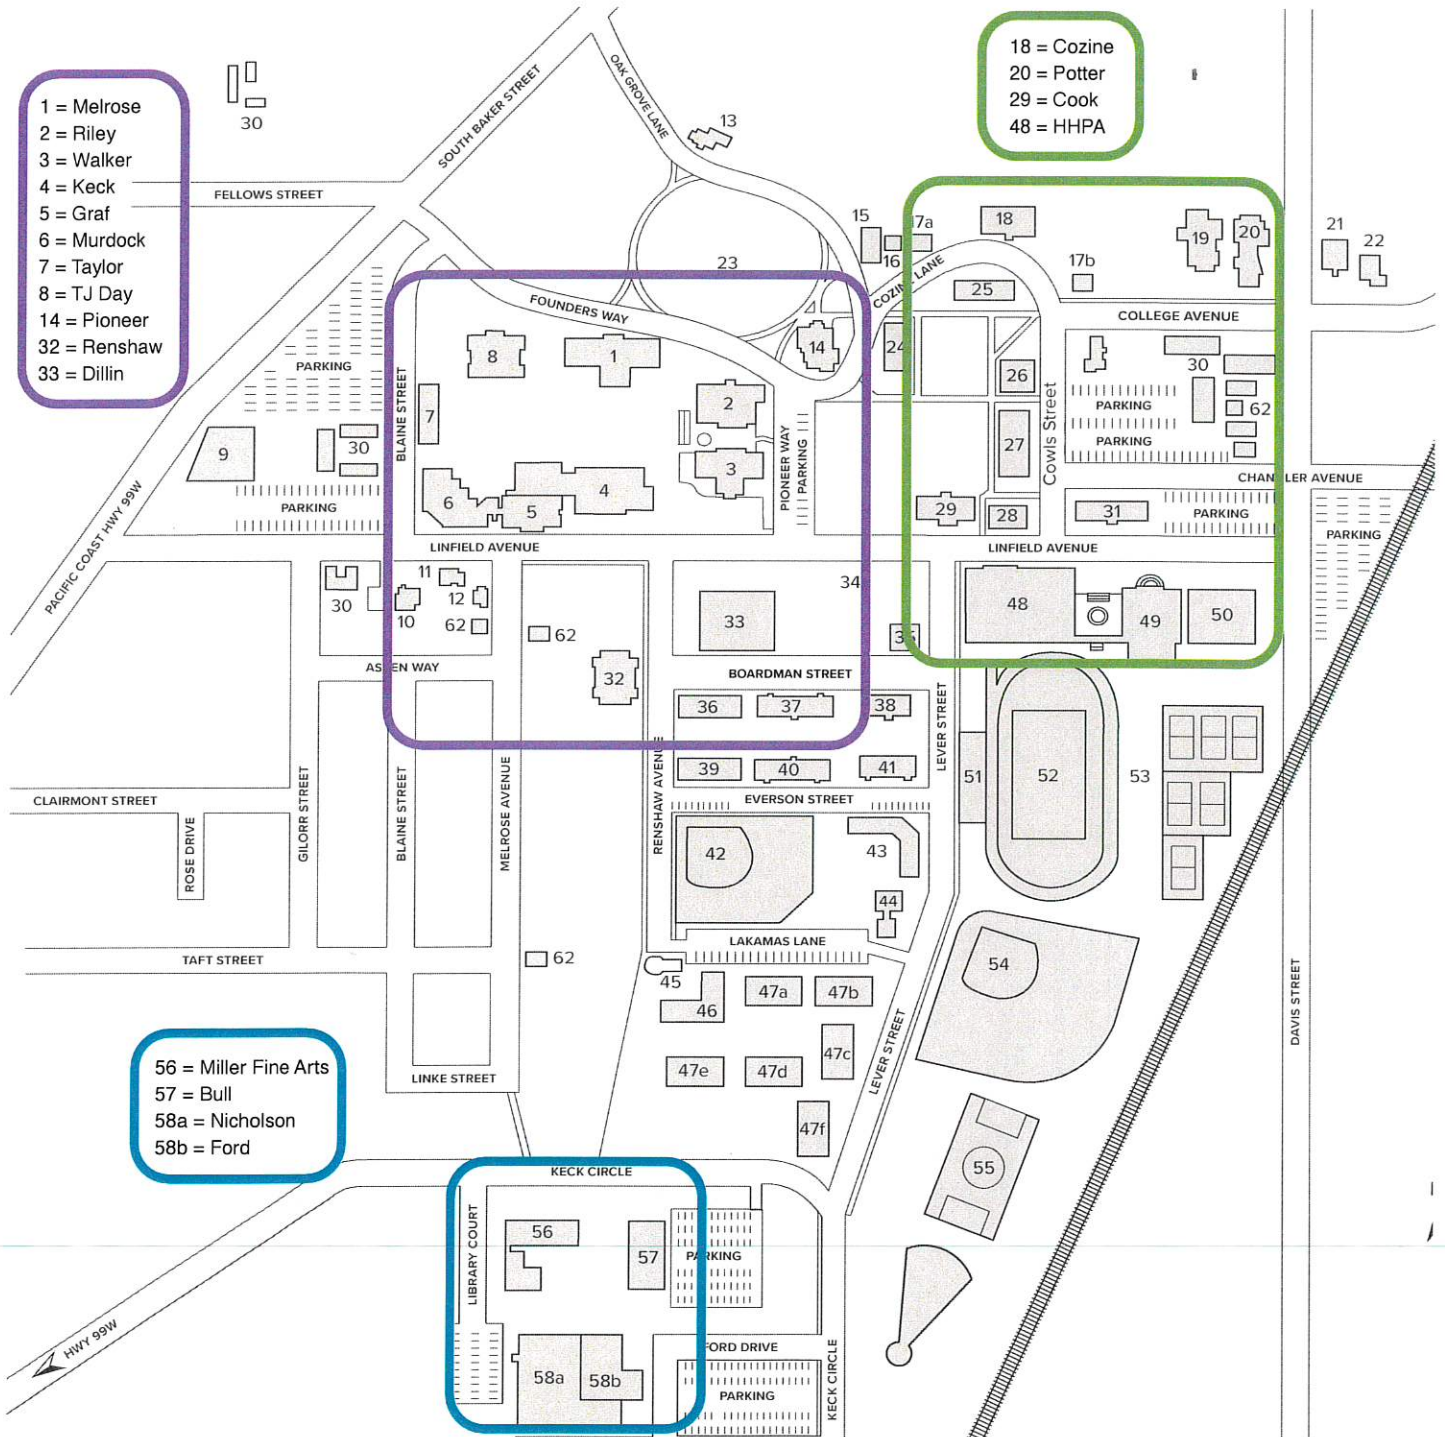 1 = Melrose
2 = Riley
3 = Walker
4 = Keck
5 = Graf
6 = Murdock
7 = Taylor
8 = TJ Day
14 = Pioneer
32 = Renshaw
33 = Dillin
18 = Cozine
20 = Potter
29 = Cook
48 = HHPA
30
SOUTH BAKER STREET
OAK GROVE LANE
13
FELLOWS STREET
15
16
17a
18
19
20
21
22
23
17b
COZINE LANE
25
FOUNDERS WAY
COLLEGE AVENUE
8
1
14
24
PARKING
BLAINE STREET
7
2
26
30
PARKING
62
Cowls Street
9
30
PIONEER WAY
PARKING
27
PARKING
3
CHANDLER AVENUE
6
5
4
PARKING
29
28
31
PARKING
PARKING
PACIFIC COAST HWY 99W
LINFIELD AVENUE
LINFIELD AVENUE
30
11
12
10
62
62
34
33
35
48
49
50
ASPEN WAY
32
BOARDMAN STREET
36
37
38
LEVER STREET
39
40
41
51
52
53
RENSHAW AVENUE
EVERSON STREET
CLAIRMONT STREET
ROSE DRIVE
GILORR STREET
BLAINE STREET
MELROSE AVENUE
42
43
44
TAFT STREET
62
LAKAMAS LANE
45
46
47a
47b
54
47c
47e
47d
LEVER STREET
47f
DAVIS STREET
LINKE STREET
56 = Miller Fine Arts
57 = Bull
58a = Nicholson
58b = Ford
KECK CIRCLE
55
LIBRARY COURT
56
57
PARKING
HWY 99W
58a
58b
FORD DRIVE
PARKING
KECK CIRCLE